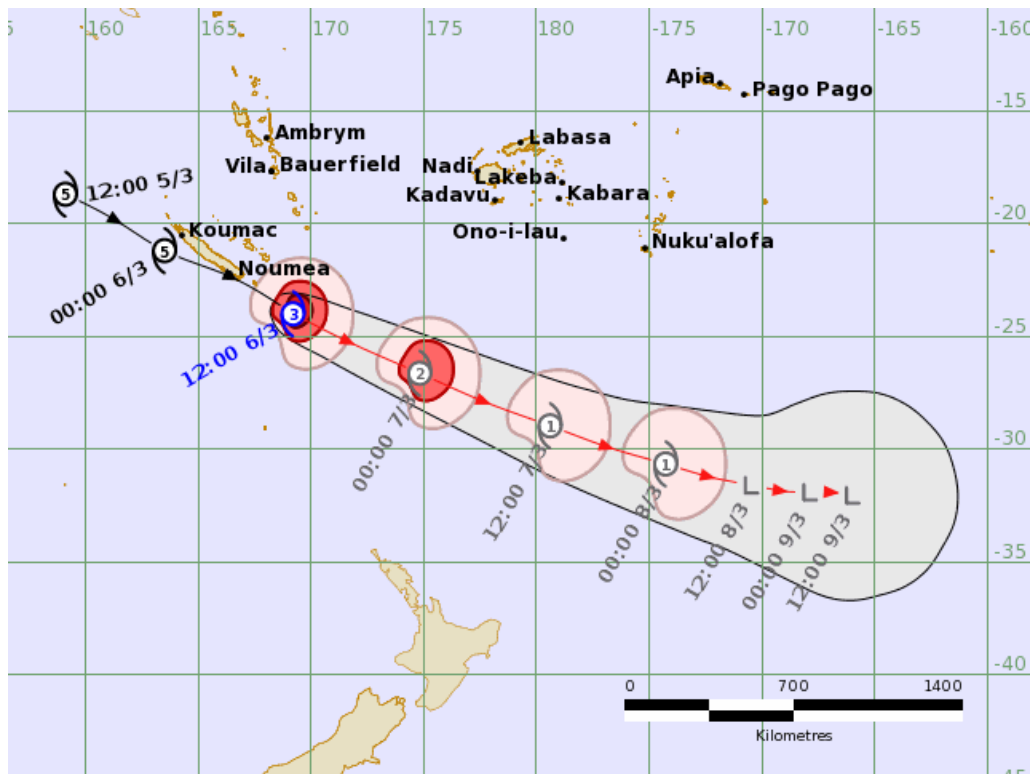 5
160
165
170
175
180
-175
-170
-165
-160
Apia
Pago Pago
-15
Ambrym
Labasa
Vila
Bauerfield
Nadi
Lakeba
5
12:00 5/3
Kadavu
Kabara
-20
Koumac
Ono-i-lau
Nuku'alofa
5
00:00 6/3
Noumea
3
12:00 6/3
-25
2
00:00 7/3
1
12:00 7/3
-30
1
00:00 8/3
L
12:00 8/3
L
00:00 9/3
L
12:00 9/3
-35
-40
0
700
1400
Kilometres
-45